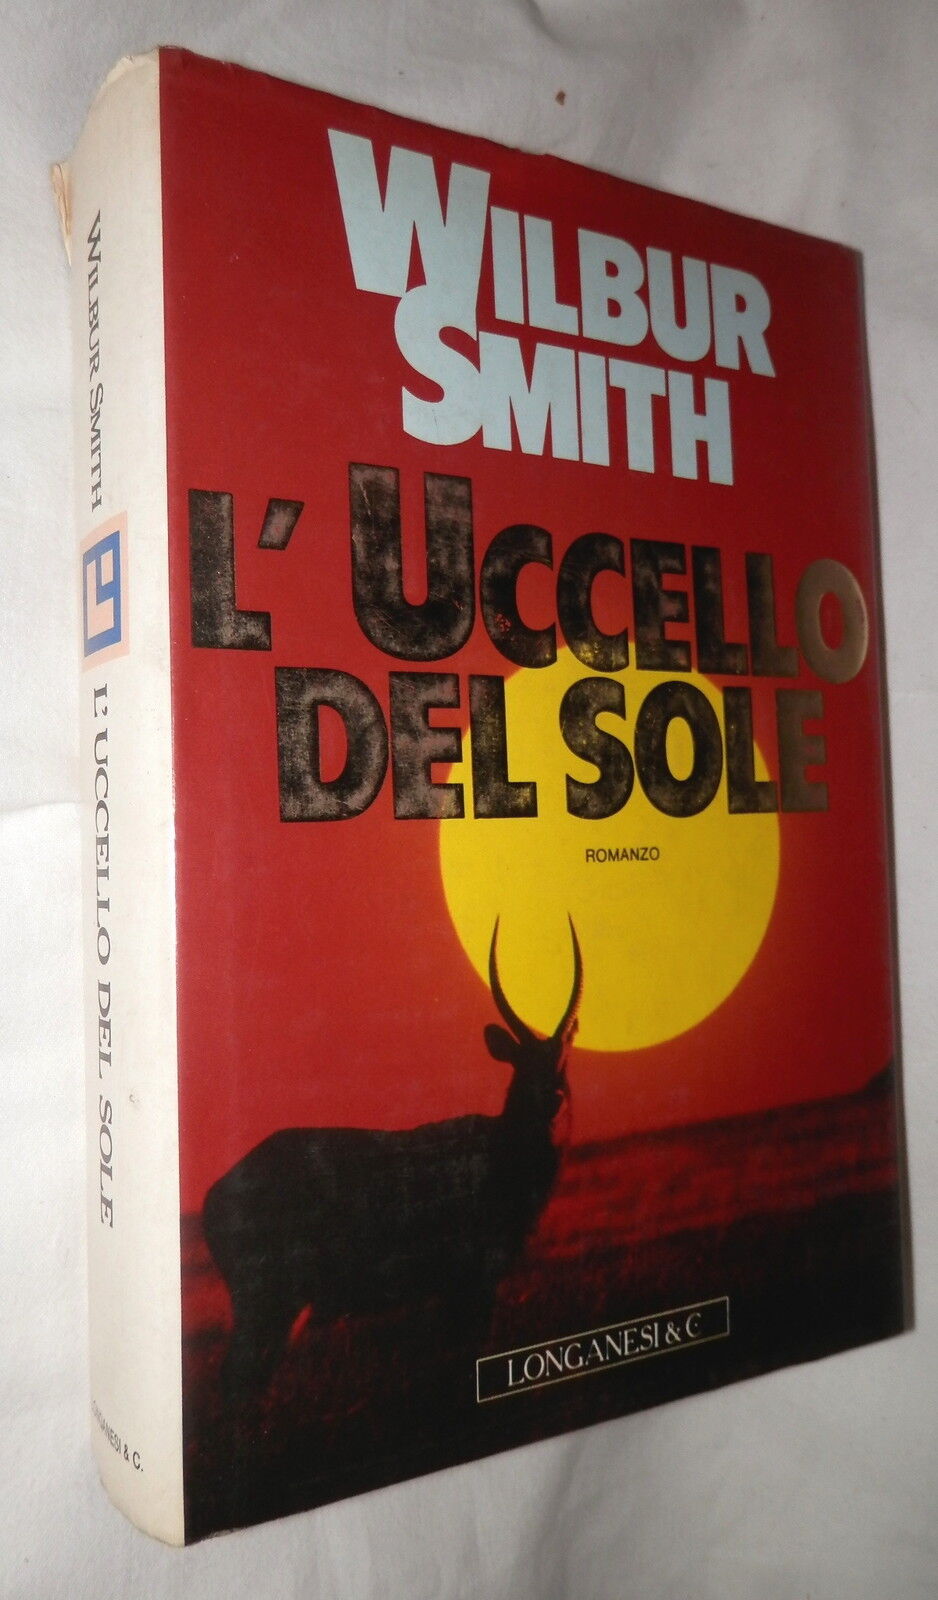 WILBUR
SMITH
L'UCCELLO
DEL SOLE
ROMANZO
LONGANESI & C
WILBUR SMITH
L'UCCELLO DEL SOLE
LONGANESI & C.